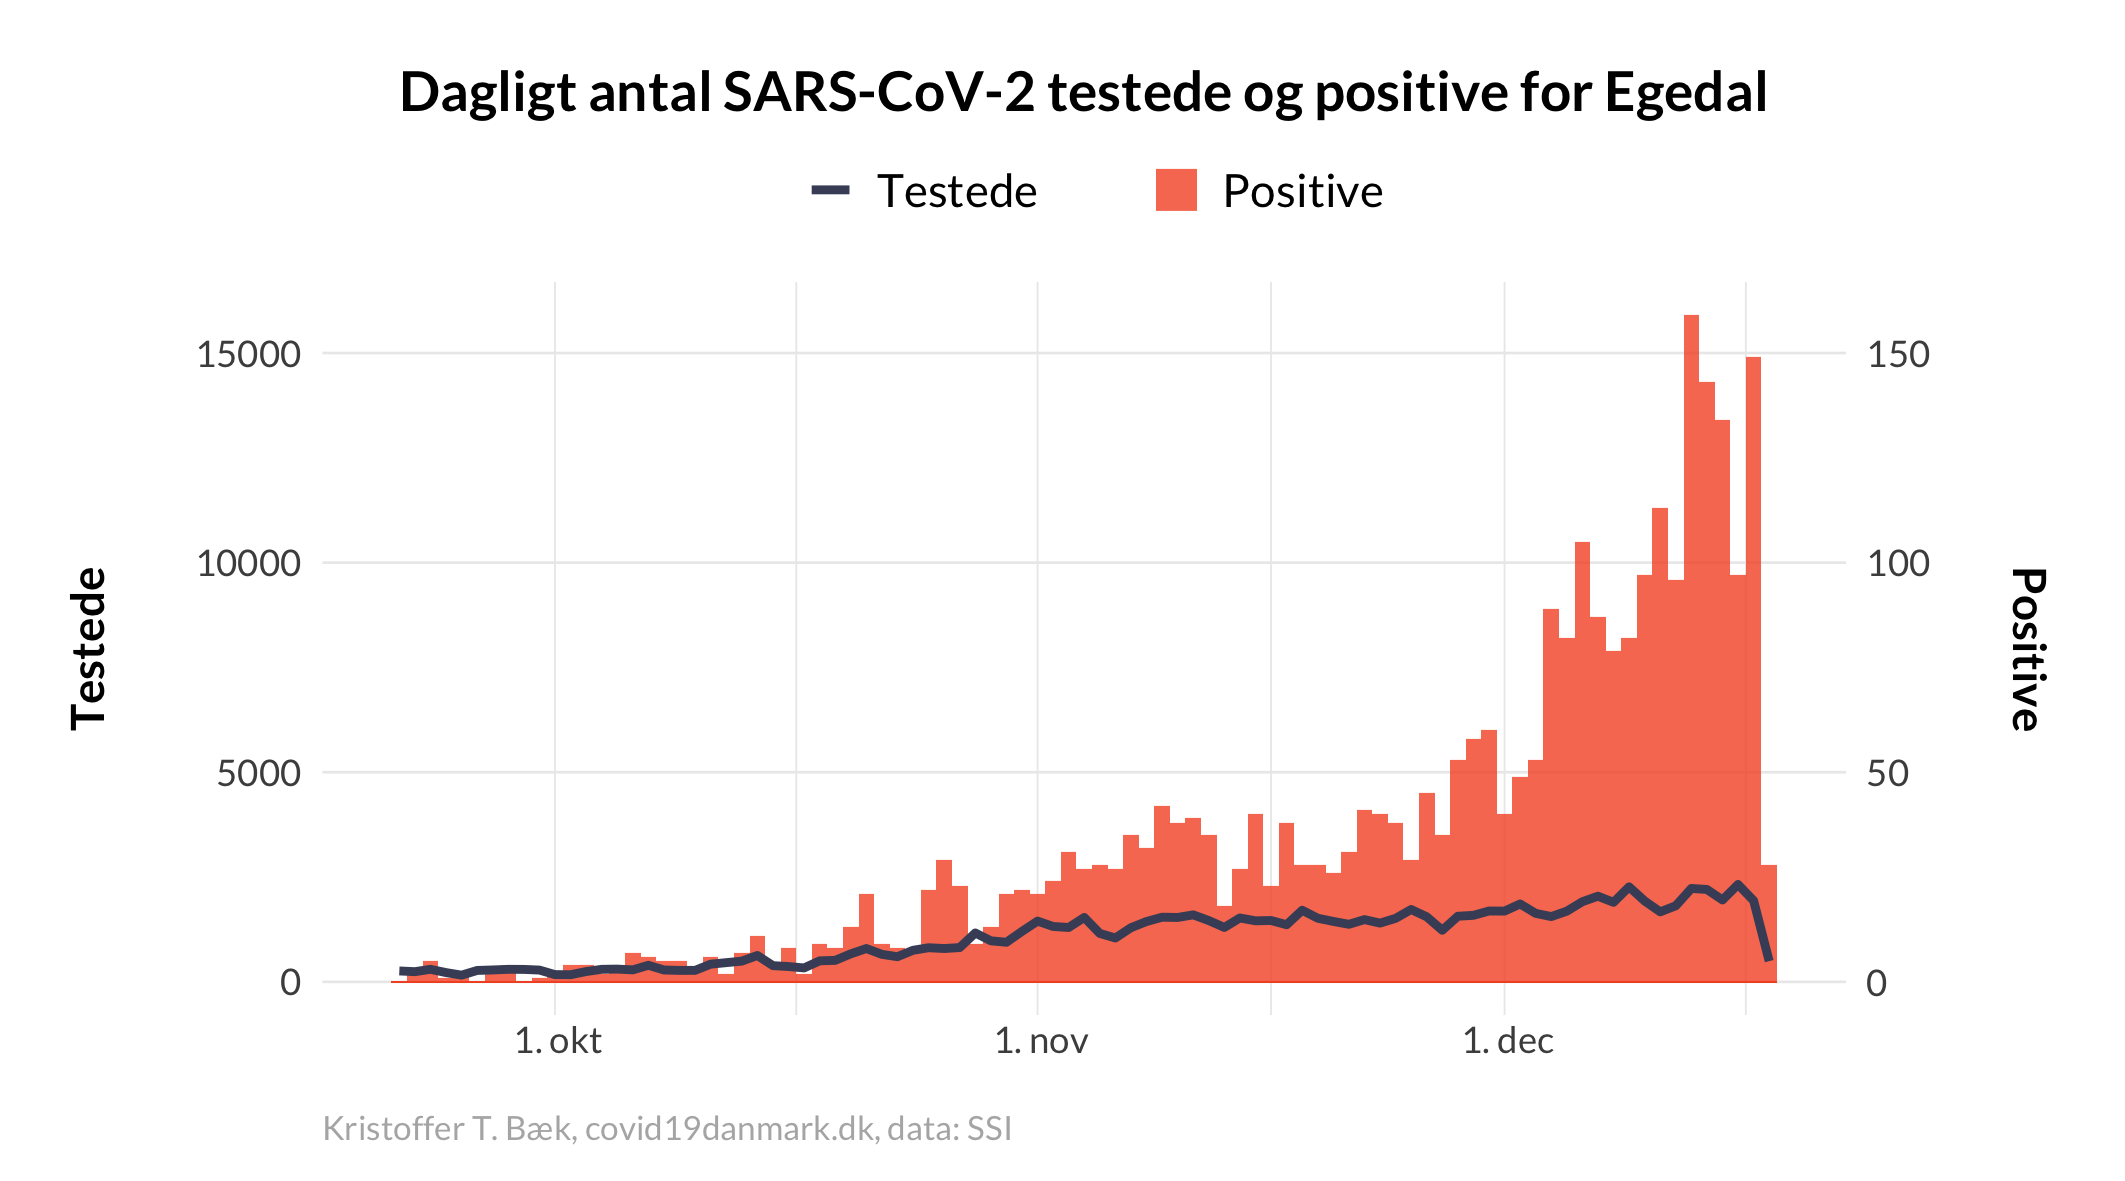 Dagligt antal SARS-CoV-2 testede og positive for Egedal
Testede
Positive
15000
10000
5000
0
150
100
50
0
Testede
Positive
1. okt
1. nov
1. dec
Kristoffer T. Bæk, covid19danmark.dk, data: SSI